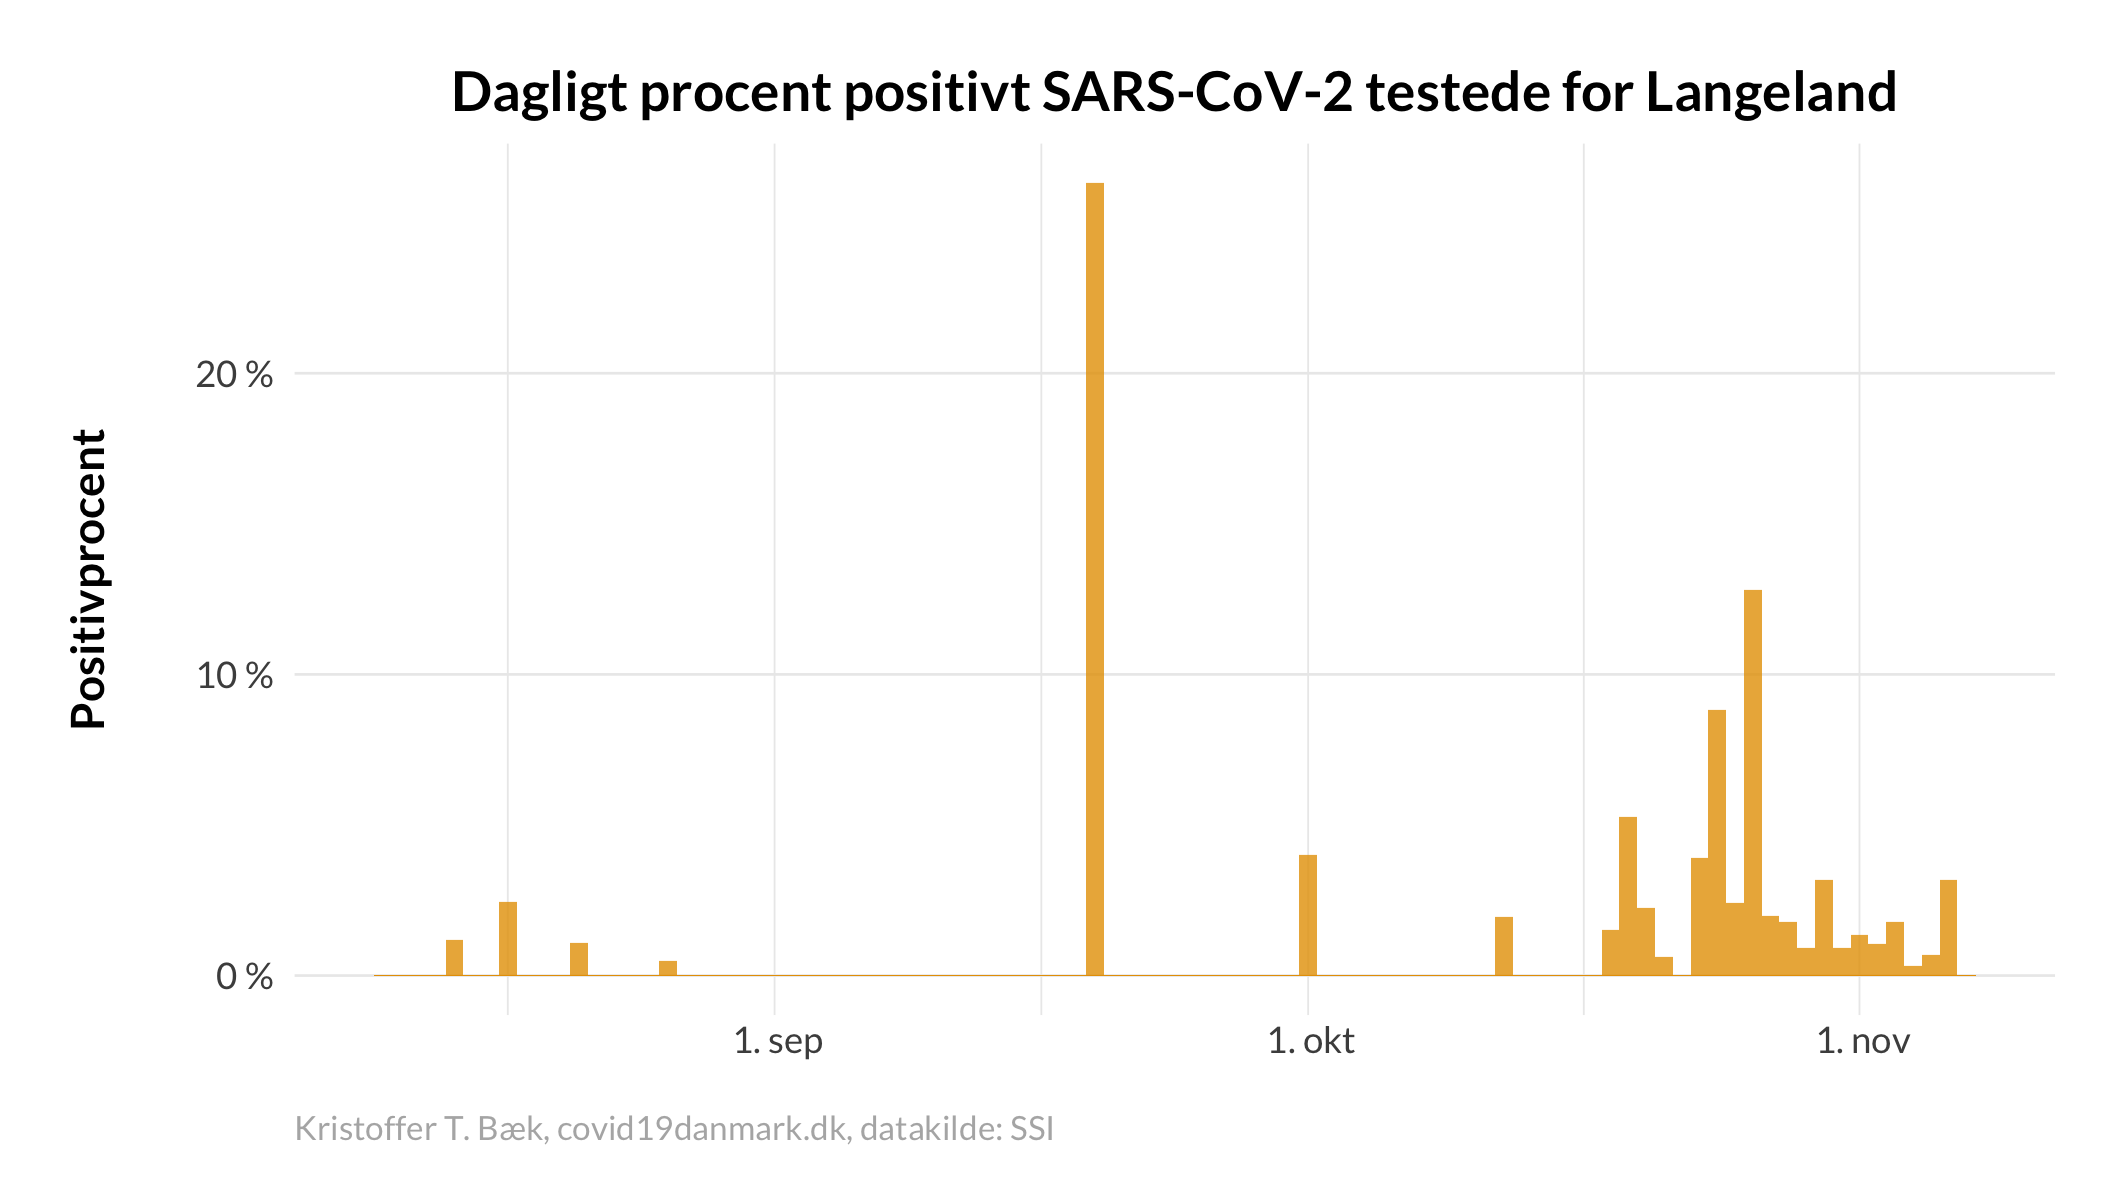 Dagligt procent positivt SARS-CoV-2 testede for Langeland
Positivprocent
20 %
10 %
0 %
1. sep
1. okt
1. nov
Kristoffer T. Bæk, covid19danmark.dk, datakilde: SSI